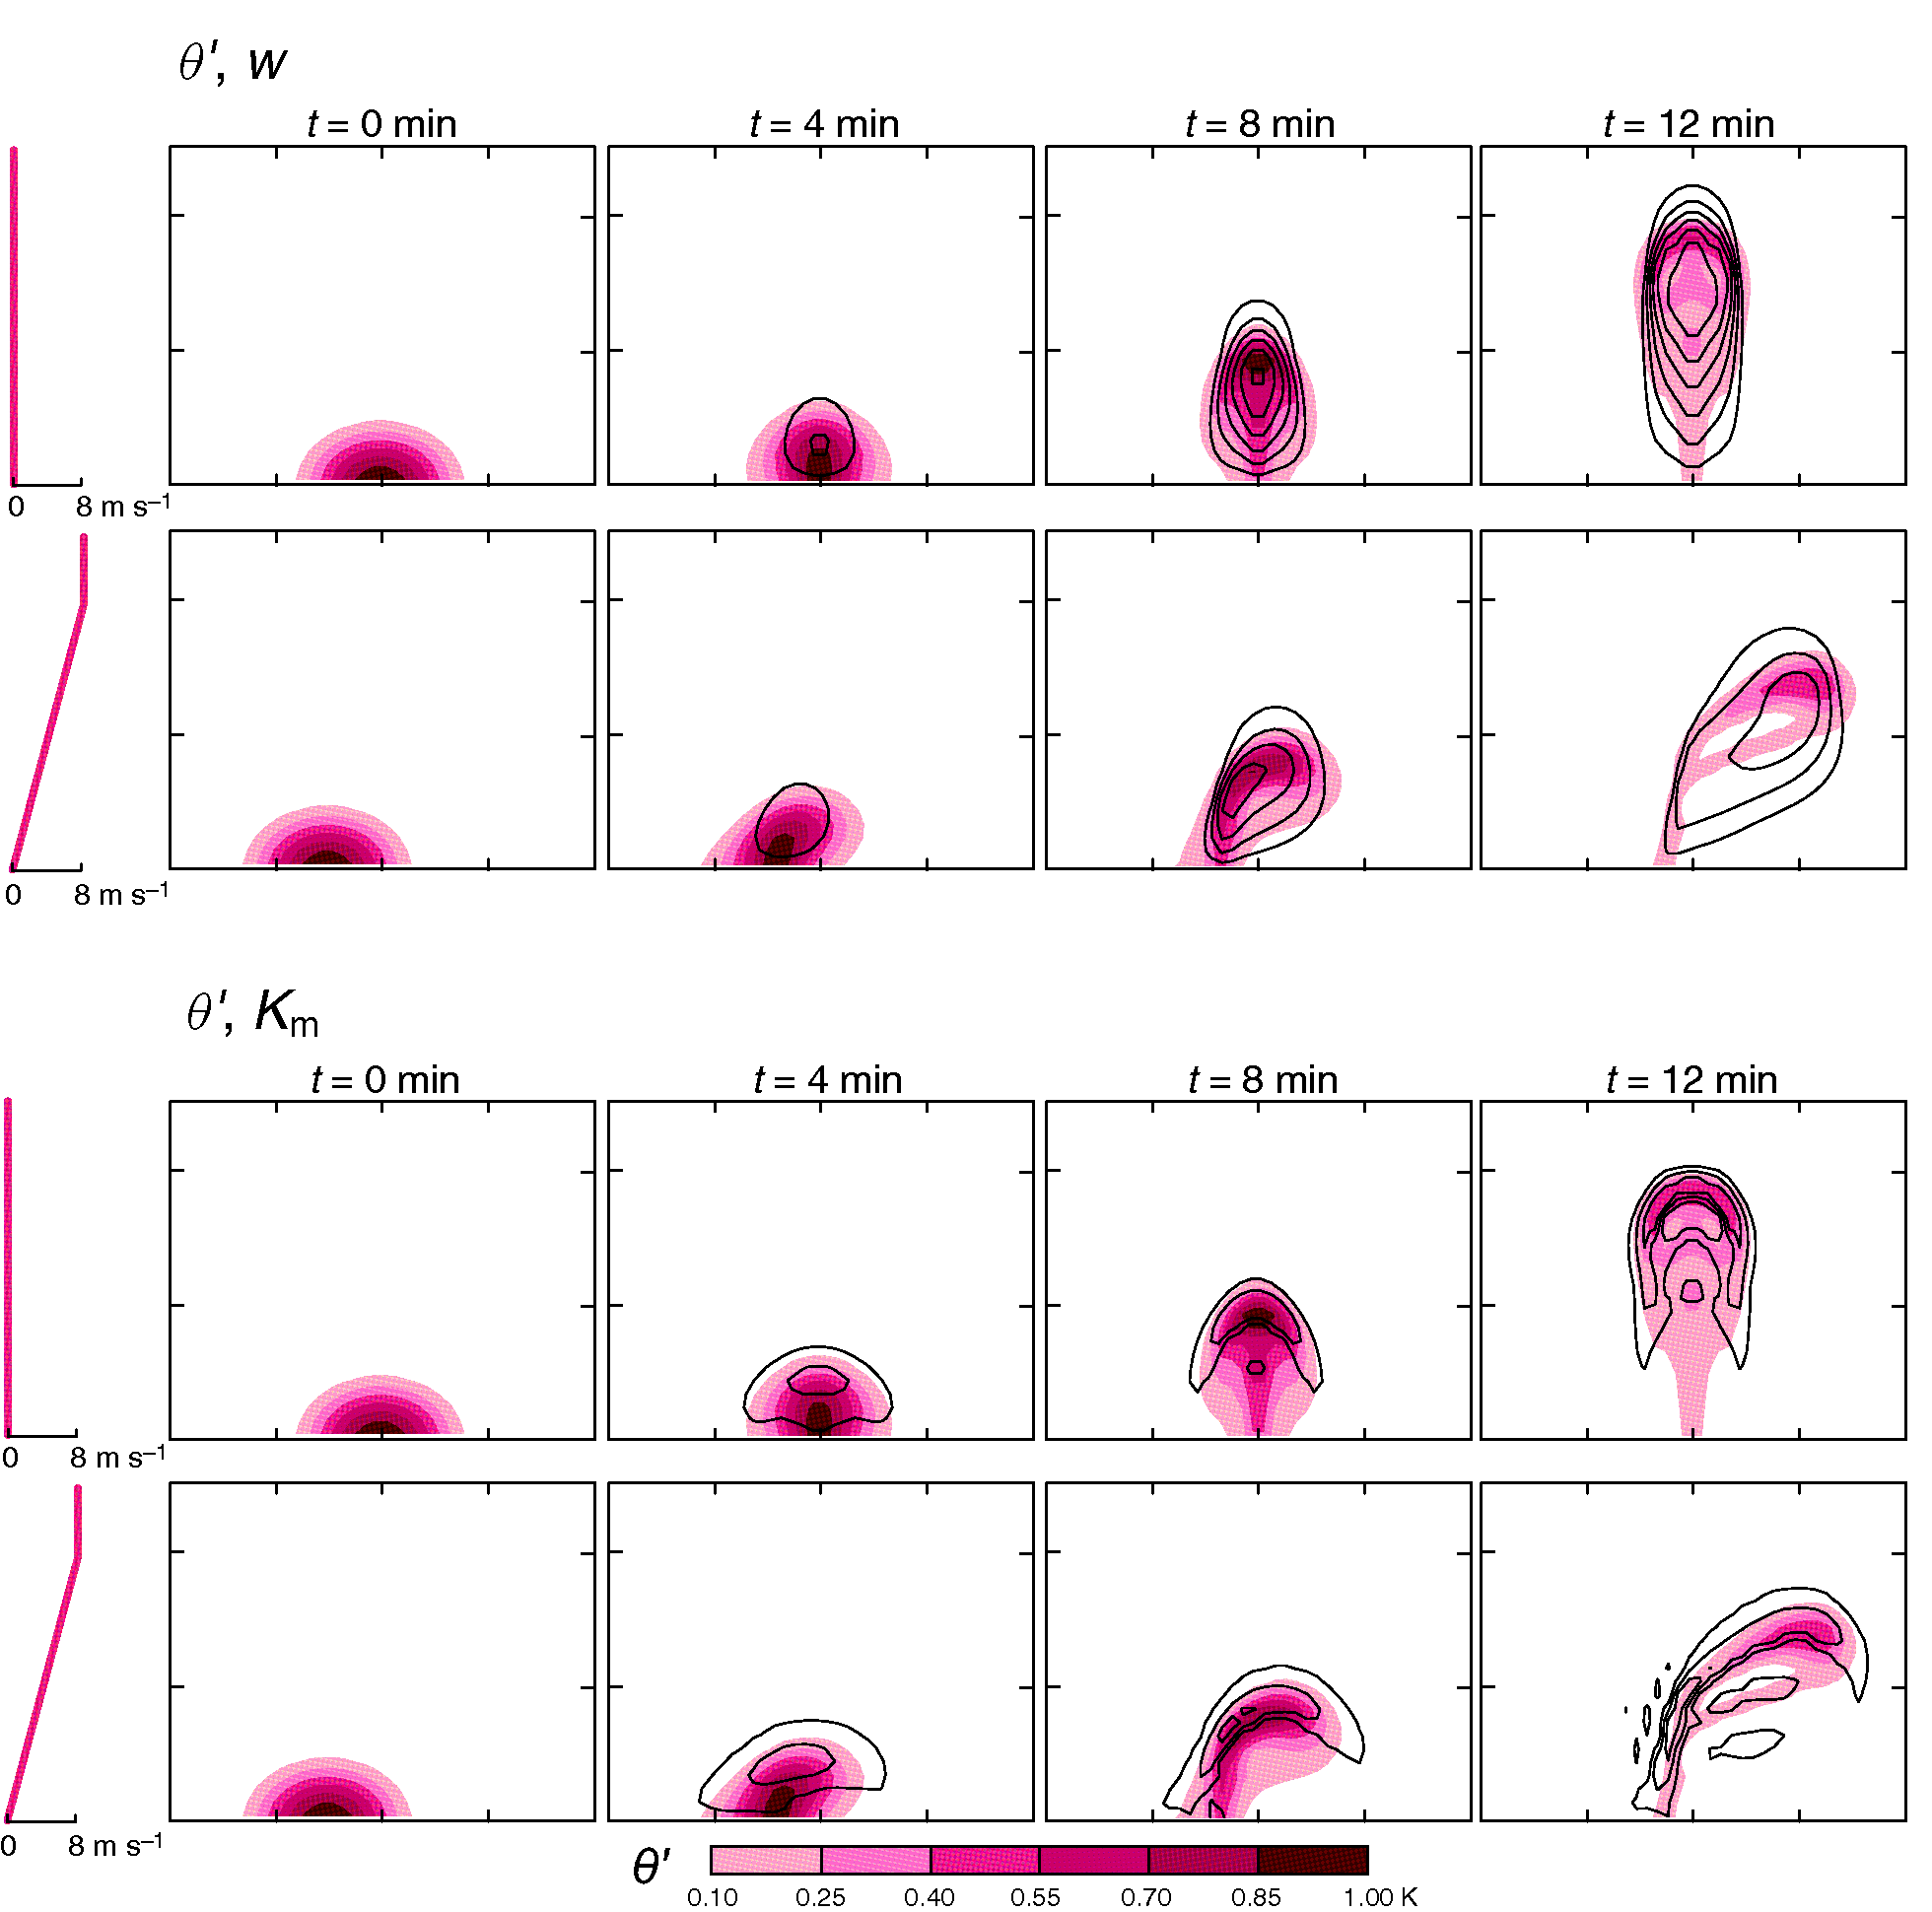 θ', w
t = 0 min t = 4 min t = 8 min t = 12 min
0 8 m s⁻¹
0 8 m s⁻¹
θ', Kₘ
t = 0 min t = 4 min t = 8 min t = 12 min
0 8 m s⁻¹
0 8 m s⁻¹
θ'
0.10 0.25 0.40 0.55 0.70 0.85 1.00 K